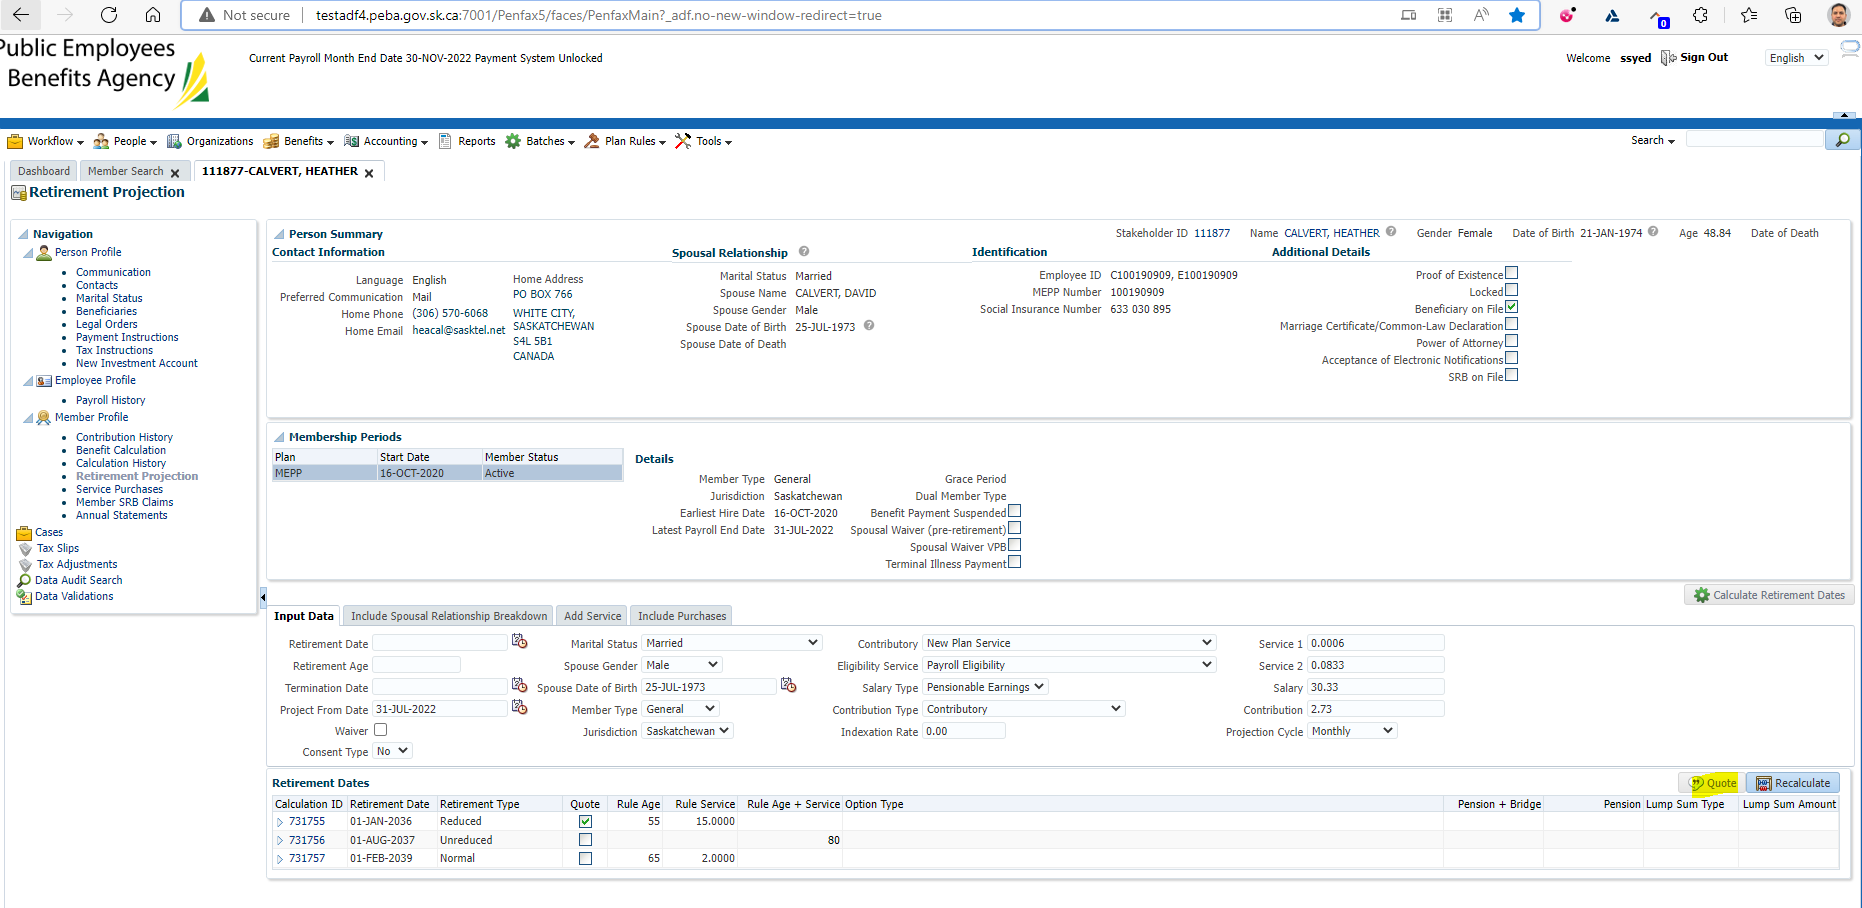 Not secure | testadf4.peba.gov.sk.ca:7001/Penfax5/faces/PenfaxMain?_adf.no-new-window-redirect=true
0
Public Employees
Benefits Agency
Current Payroll Month End Date 30-NOV-2022 Payment System Unlocked
Welcome ssyed Sign Out English
Workflow People Organizations Benefits Accounting Reports Batches Plan Rules Tools Search
Dashboard Member Search 111877-CALVERT, HEATHER
Retirement Projection
Navigation
Person Profile
Communication
Contacts
Marital Status
Beneficiaries
Legal Orders
Payment Instructions
Tax Instructions
New Investment Account
Employee Profile
Payroll History
Member Profile
Contribution History
Benefit Calculation
Calculation History
Retirement Projection
Service Purchases
Member SRB Claims
Annual Statements
Cases
Tax Slips
Tax Adjustments
Data Audit Search
Data Validations
Person Summary Stakeholder ID 111877 Name CALVERT, HEATHER Gender Female Date of Birth 21-JAN-1974 Age 48.84 Date of Death
Contact Information
Language English
Preferred Communication Mail
Home Phone (306) 570-6068
Home Email heacal@sasktel.net
Home Address
PO BOX 766
WHITE CITY,
SASKATCHEWAN
S4L 5B1
CANADA
Spousal Relationship
Marital Status Married
Spouse Name CALVERT, DAVID
Spouse Gender Male
Spouse Date of Birth 25-JUL-1973
Spouse Date of Death
Identification
Employee ID C100190909, E100190909
MEPP Number 100190909
Social Insurance Number 633 030 895
Additional Details
Proof of Existence
Locked
Beneficiary on File
Marriage Certificate/Common-Law Declaration
Power of Attorney
Acceptance of Electronic Notifications
SRB on File
Membership Periods
Plan Start Date Member Status
MEPP 16-OCT-2020 Active
Details
Member Type General
Jurisdiction Saskatchewan
Earliest Hire Date 16-OCT-2020
Latest Payroll End Date 31-JUL-2022
Grace Period
Dual Member Type
Benefit Payment Suspended
Spousal Waiver (pre-retirement)
Spousal Waiver VPB
Terminal Illness Payment
Calculate Retirement Dates
Input Data Include Spousal Relationship Breakdown Add Service Include Purchases
Retirement Date
Retirement Age
Termination Date
Project From Date 31-JUL-2022
Waiver
Consent Type No
Marital Status Married
Spouse Gender Male
Spouse Date of Birth 25-JUL-1973
Member Type General
Jurisdiction Saskatchewan
Contributory New Plan Service
Eligibility Service Payroll Eligibility
Salary Type Pensionable Earnings
Contribution Type Contributory
Indexation Rate 0.00
Service 1 0.0006
Service 2 0.0833
Salary 30.33
Contribution 2.73
Projection Cycle Monthly
Retirement Dates Quote Recalculate
Calculation ID Retirement Date Retirement Type Quote Rule Age Rule Service Rule Age + Service Option Type Pension + Bridge Pension Lump Sum Type Lump Sum Amount
731755 01-JAN-2036 Reduced 55 15.0000
731756 01-AUG-2037 Unreduced 80
731757 01-FEB-2039 Normal 65 2.0000